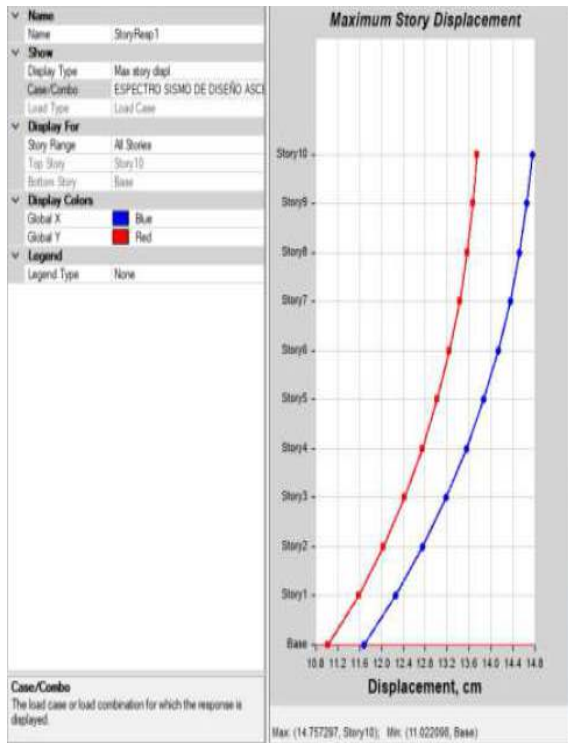 Name
Name StoryResp1
Show
Display Type Max story displ
Case/Combo ESPECTRO SISMO DE DISEÑO ASCE
Load Type Load Case
Display For
Story Range All Stories
Top Story Story10
Bottom Story Base
Display Colors
Global X Blue
Global Y Red
Legend
Legend Type None
Case/Combo
The load case or load combination for which the response is
displayed.
Maximum Story Displacement
Story10
Story9
Story8
Story7
Story6
Story5
Story4
Story3
Story2
Story1
Base
10.8 11.2 11.6 12.0 12.4 12.8 13.2 13.6 14.0 14.4 14.8
Displacement, cm
Max: (14.757297, Story10); Min: (11.022098, Base)